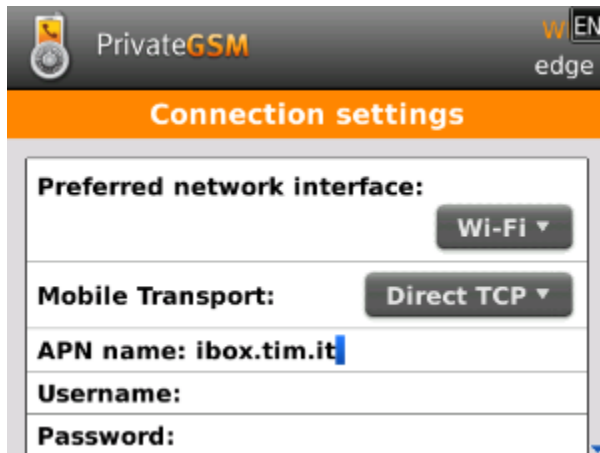 PrivateGSM
EN
edge
Connection settings
Preferred network interface:
Wi-Fi
Mobile Transport: Direct TCP
APN name: ibox.tim.it
Username:
Password: